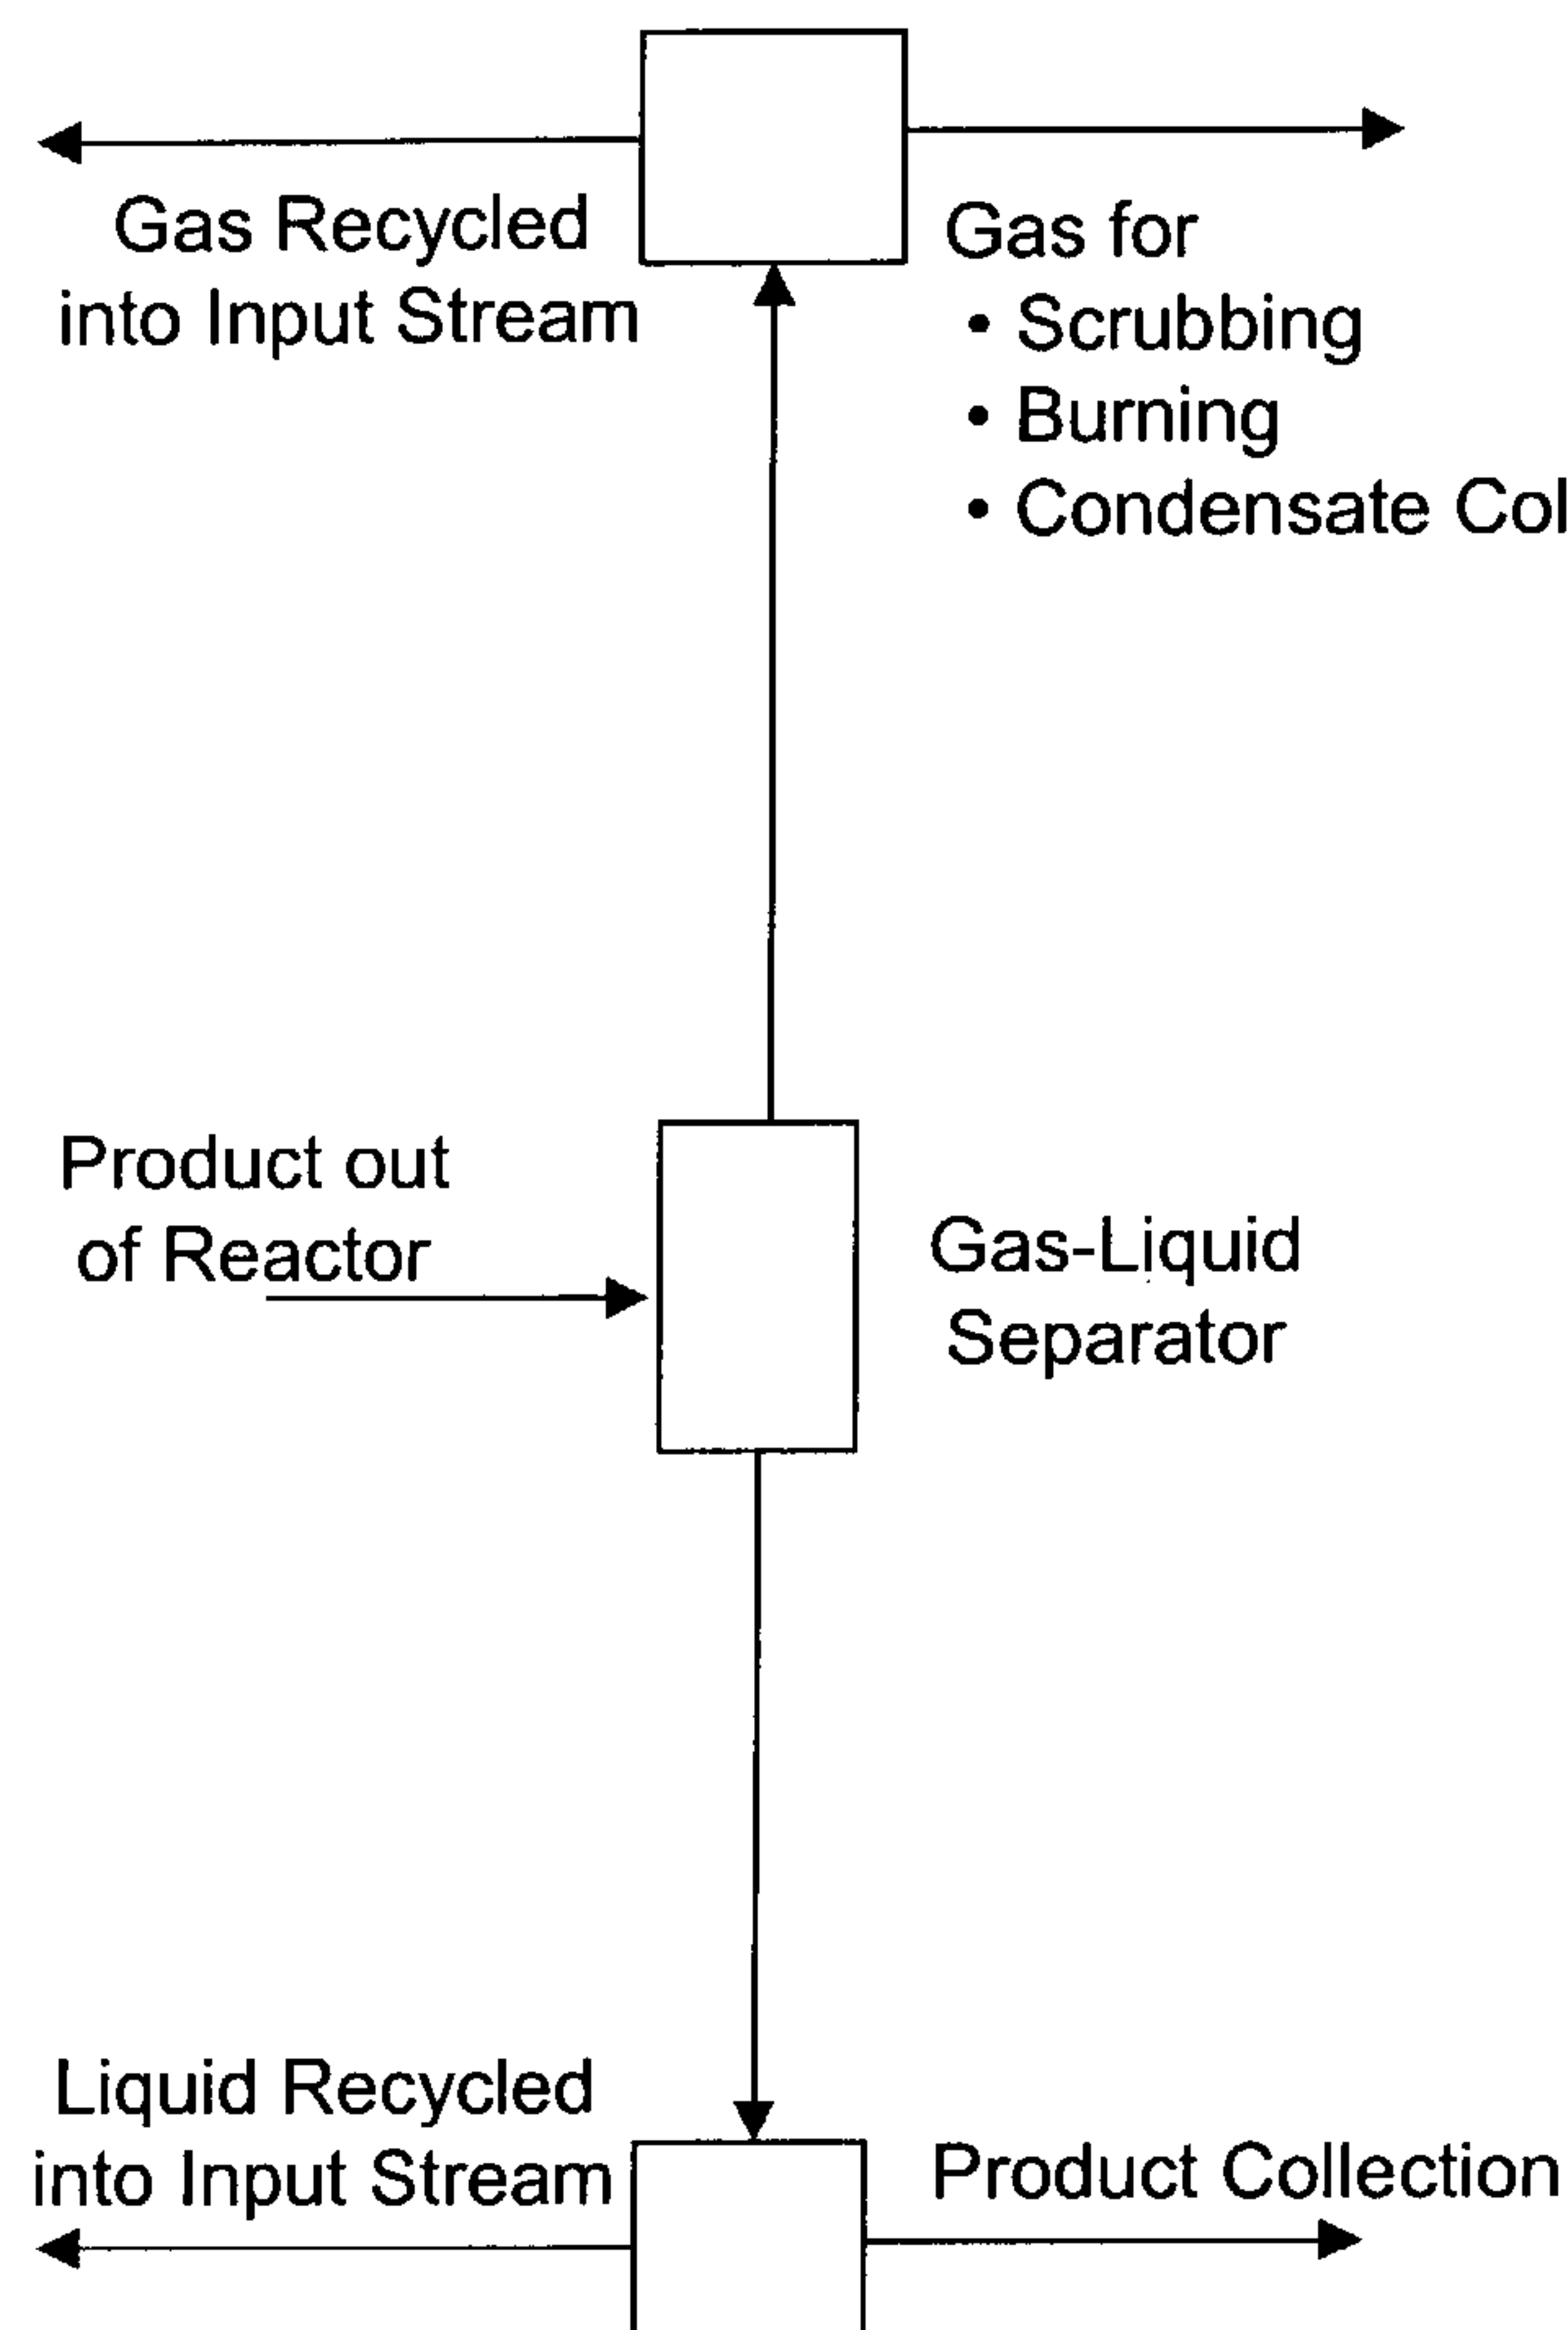 Gas Recycled
into Input Stream
Gas for
• Scrubbing
• Burning
• Condensate Col
Product out
of Reactor
Gas-Liquid
Separator
Liquid Recycled
into Input Stream
Product Collection